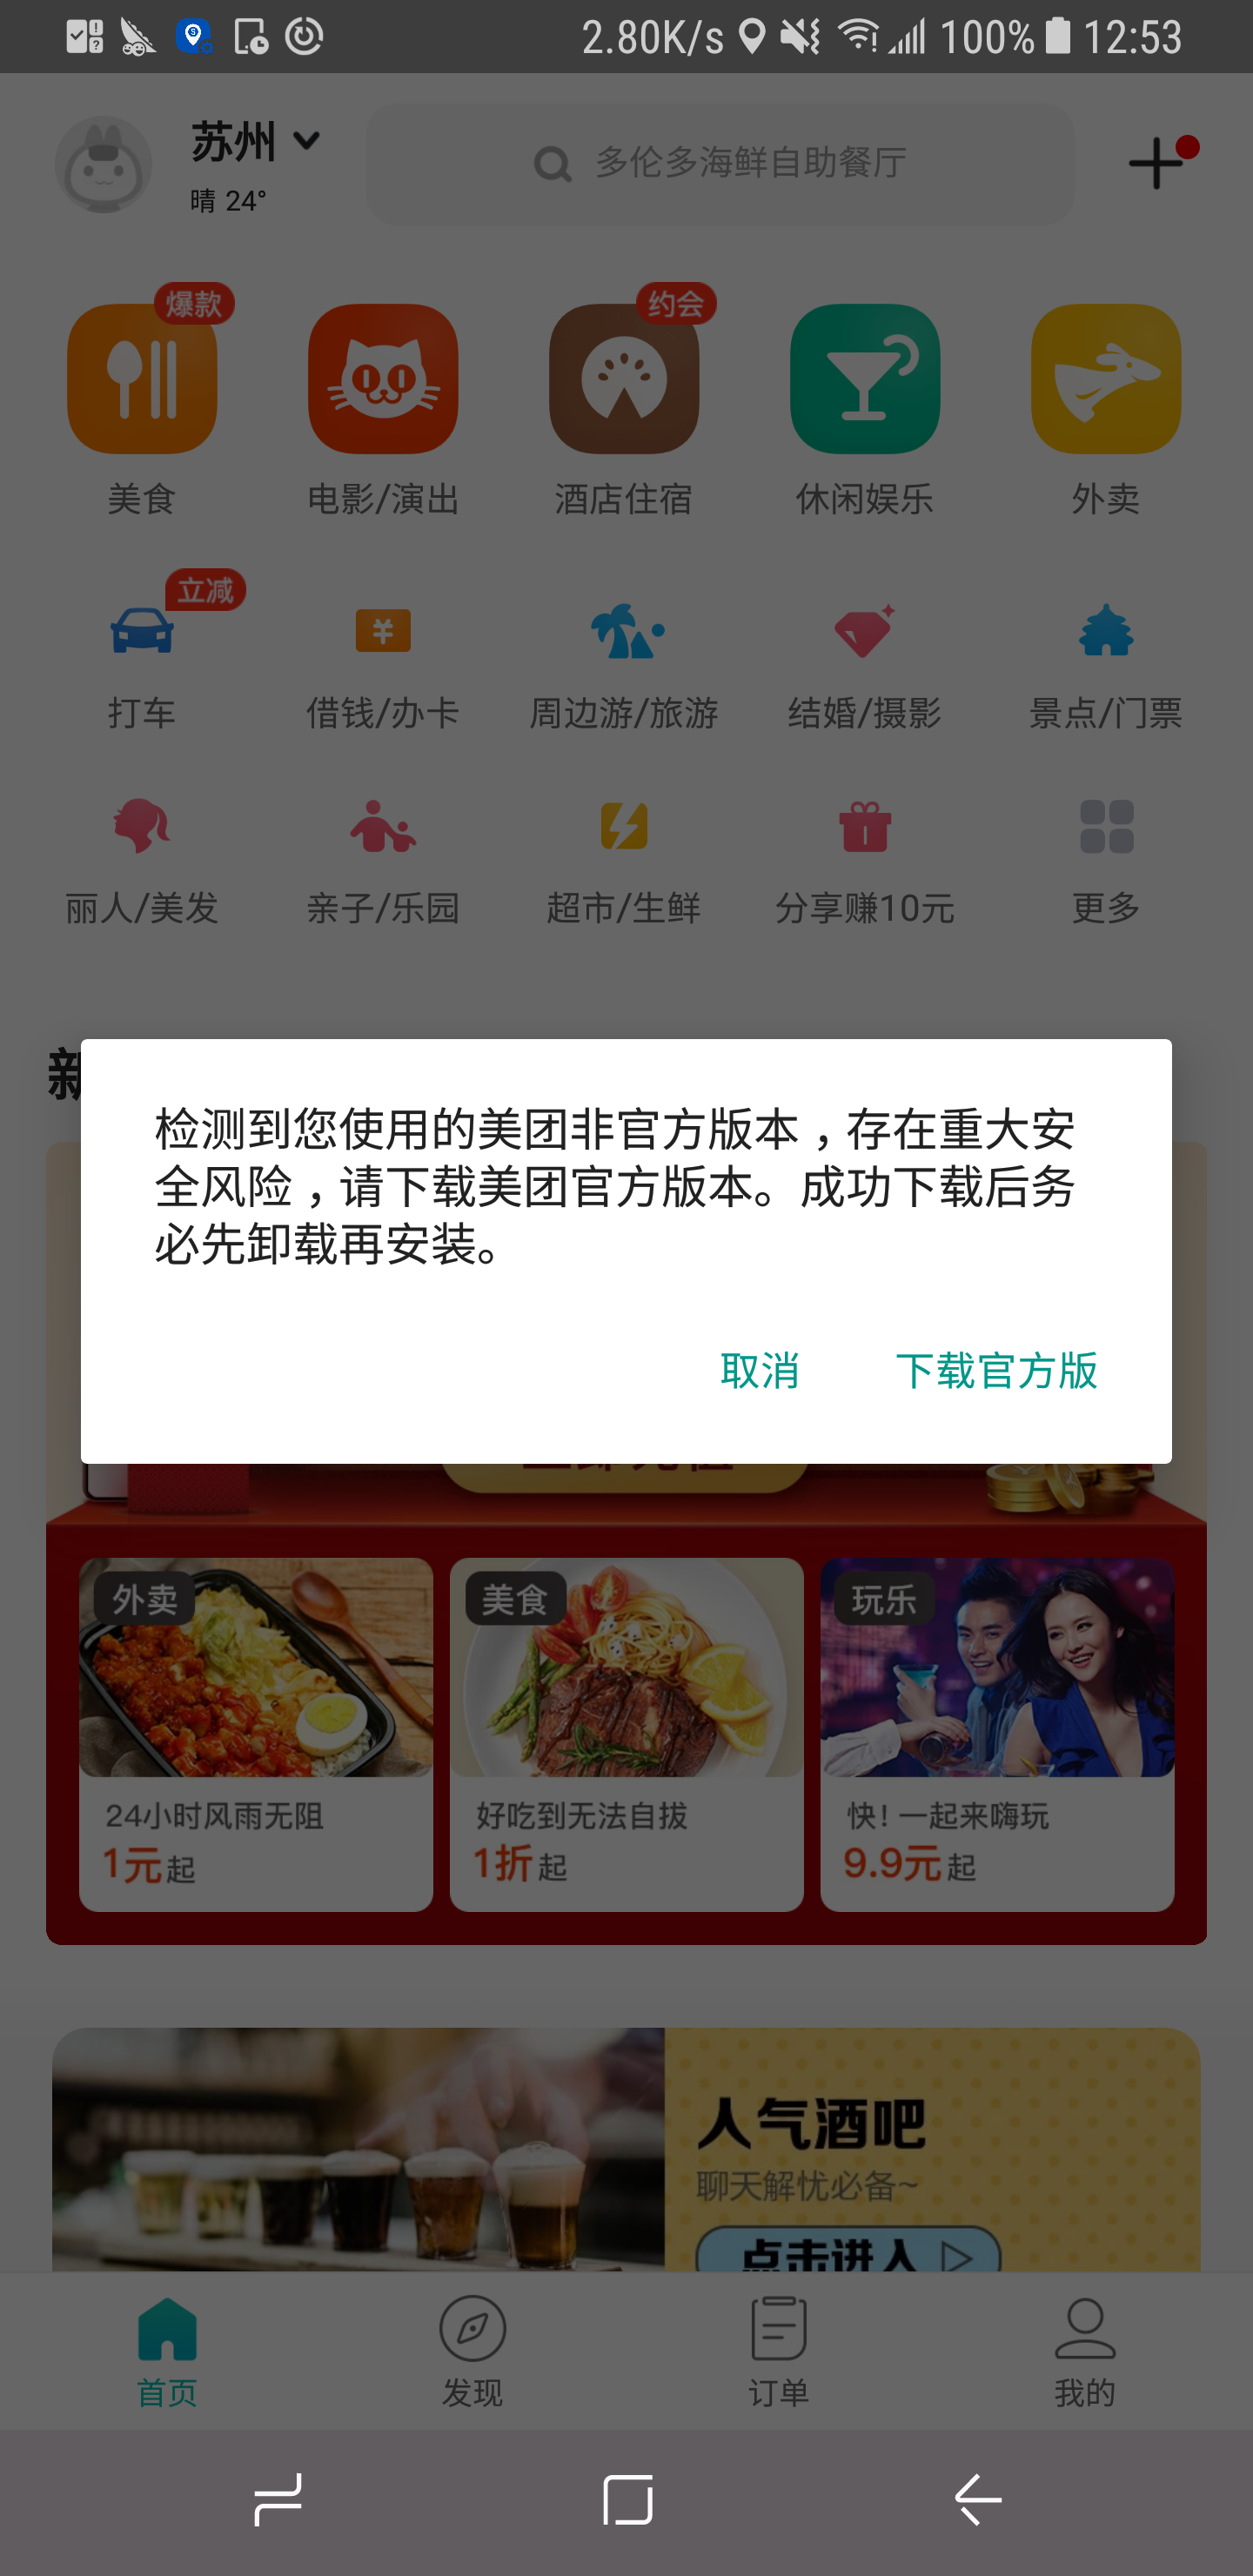 2.80K/s 100% 12:53
苏州
晴 24°
多伦多海鲜自助餐厅
爆款
约会
美食 电影/演出 酒店住宿 休闲娱乐 外卖
立减
打车 借钱/办卡 周边游/旅游 结婚/摄影 景点/门票
丽人/美发 亲子/乐园 超市/生鲜 分享赚10元 更多
检测到您使用的美团非官方版本，存在重大安
全风险，请下载美团官方版本。成功下载后务
必先卸载再安装。
取消 下载官方版
外卖 美食 玩乐
24小时风雨无阻 好吃到无法自拔 快！一起来嗨玩
1元起 1折起 9.9元起
人气酒吧
聊天解忧必备~
点击进入
首页 发现 订单 我的